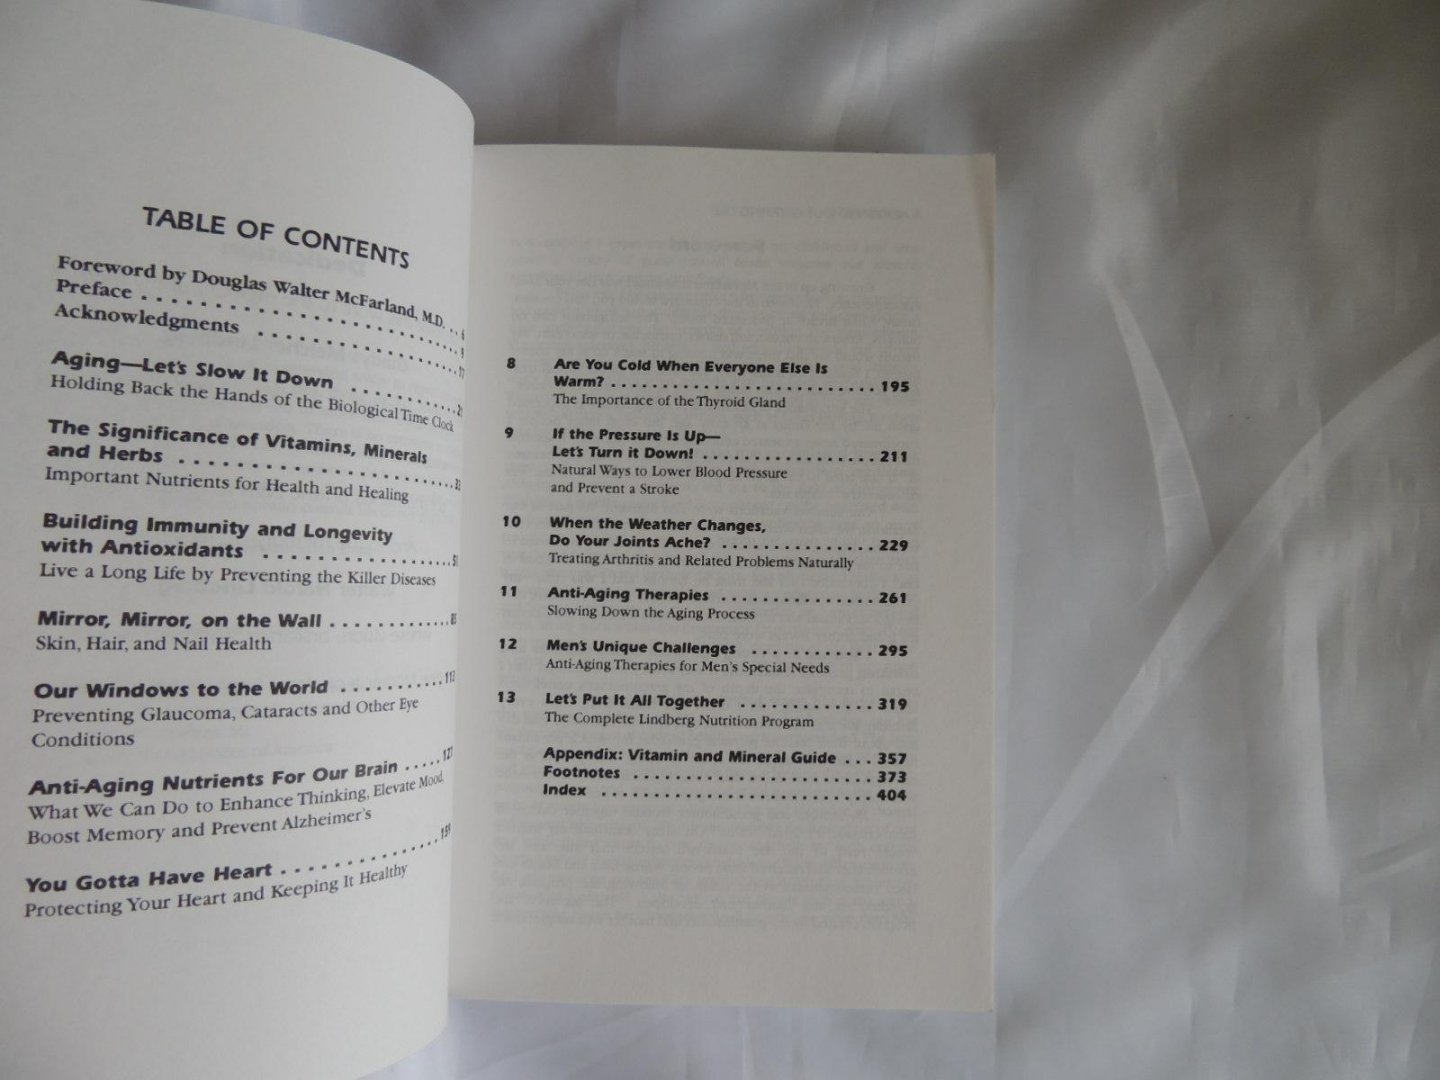 TABLE OF CONTENTS
Foreword by Douglas Walter McFarland, M.D. . . 6
Preface . . . . . . . . . . . . . . . . . . . . . . . . 9
Acknowledgments . . . . . . . . . . . . . . . .
Aging—Let's Slow It Down . . . . . . . . . .
Holding Back the Hands of the Biological Time Clock
The Significance of Vitamins, Minerals
and Herbs . . . . . . . . . . . . . . . . . . . .
Important Nutrients for Health and Healing
Building Immunity and Longevity
with Antioxidants . . . . . . . . . . . . . .
Live a Long Life by Preventing the Killer Diseases
Mirror, Mirror, on the Wall . . . . . . . . . . .
Skin, Hair, and Nail Health
Our Windows to the World . . . . . . . . . . .
Preventing Glaucoma, Cataracts and Other Eye
Conditions
Anti-Aging Nutrients For Our Brain . . . . . 127
What We Can Do to Enhance Thinking, Elevate Mood,
Boost Memory and Prevent Alzheimer's
You Gotta Have Heart . . . . . . . . . . . . . .
Protecting Your Heart and Keeping It Healthy
8 Are You Cold When Everyone Else Is
Warm? . . . . . . . . . . . . . . . . . . . . . . . . . . 195
The Importance of the Thyroid Gland
9 If the Pressure Is Up—
Let's Turn it Down! . . . . . . . . . . . . . . . . . 211
Natural Ways to Lower Blood Pressure
and Prevent a Stroke
10 When the Weather Changes,
Do Your Joints Ache? . . . . . . . . . . . . . . . 229
Treating Arthritis and Related Problems Naturally
11 Anti-Aging Therapies . . . . . . . . . . . . . . . 261
Slowing Down the Aging Process
12 Men's Unique Challenges . . . . . . . . . . . . 295
Anti-Aging Therapies for Men's Special Needs
13 Let's Put It All Together . . . . . . . . . . . . . 319
The Complete Lindberg Nutrition Program
Appendix: Vitamin and Mineral Guide . . . 357
Footnotes . . . . . . . . . . . . . . . . . . . . . . . 373
Index . . . . . . . . . . . . . . . . . . . . . . . . . . 404